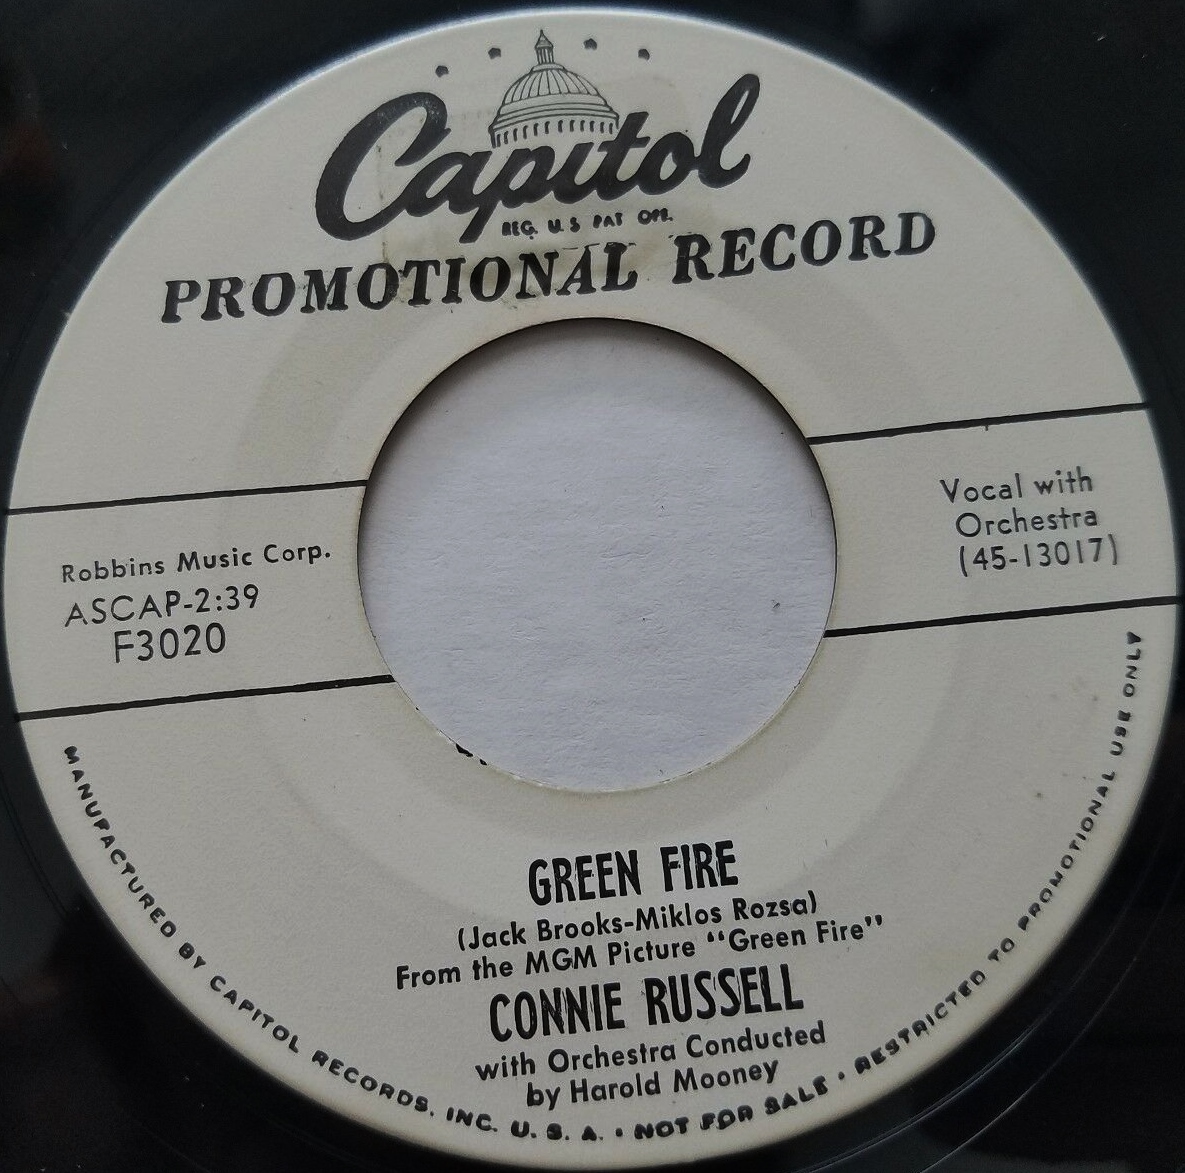 Capitol
REG. U.S. PAT. OFF.
PROMOTIONAL RECORD
Robbins Music Corp.
ASCAP-2:39
F3020
Vocal with
Orchestra
(45-13017)
GREEN FIRE
(Jack Brooks-Miklos Rozsa)
From the MGM Picture “Green Fire”
CONNIE RUSSELL
with Orchestra Conducted
by Harold Mooney
MANUFACTURED BY CAPITOL RECORDS, INC. U. S. A. • NOT FOR SALE • RESTRICTED TO PROMOTIONAL USE ONLY